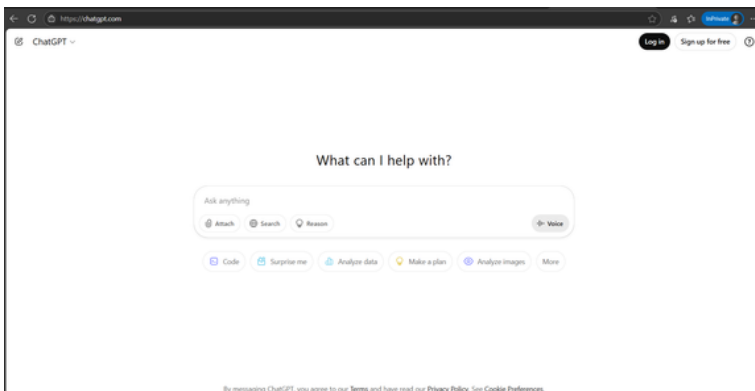 https://chatgpt.com
InPrivate
ChatGPT
Log in
Sign up for free
What can I help with?
Ask anything
Attach Search Reason Voice
Code Surprise me Analyze data Make a plan Analyze images More
By messaging ChatGPT, you agree to our Terms and have read our Privacy Policy. See Cookie Preferences.